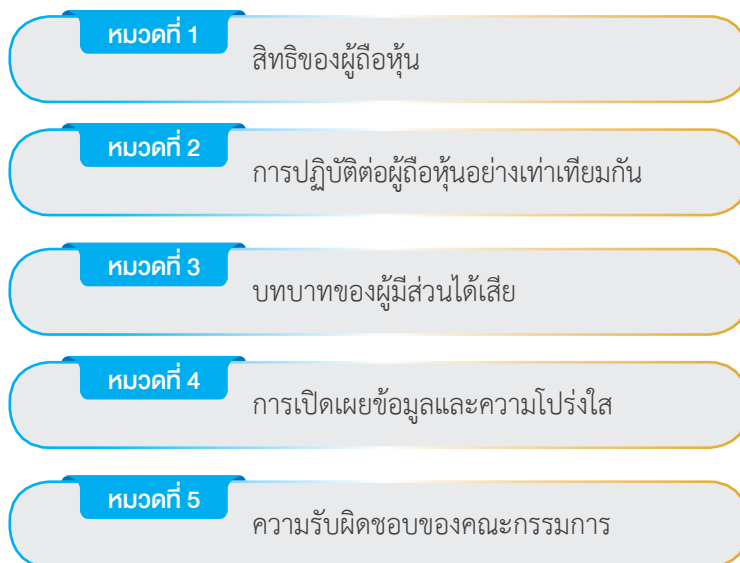 หมวดที่ 1
สิทธิของผู้ถือหุ้น
หมวดที่ 2
การปฏิบัติต่อผู้ถือหุ้นอย่างเท่าเทียมกัน
หมวดที่ 3
บทบาทของผู้มีส่วนได้เสีย
หมวดที่ 4
การเปิดเผยข้อมูลและความโปร่งใส
หมวดที่ 5
ความรับผิดชอบของคณะกรรมการ